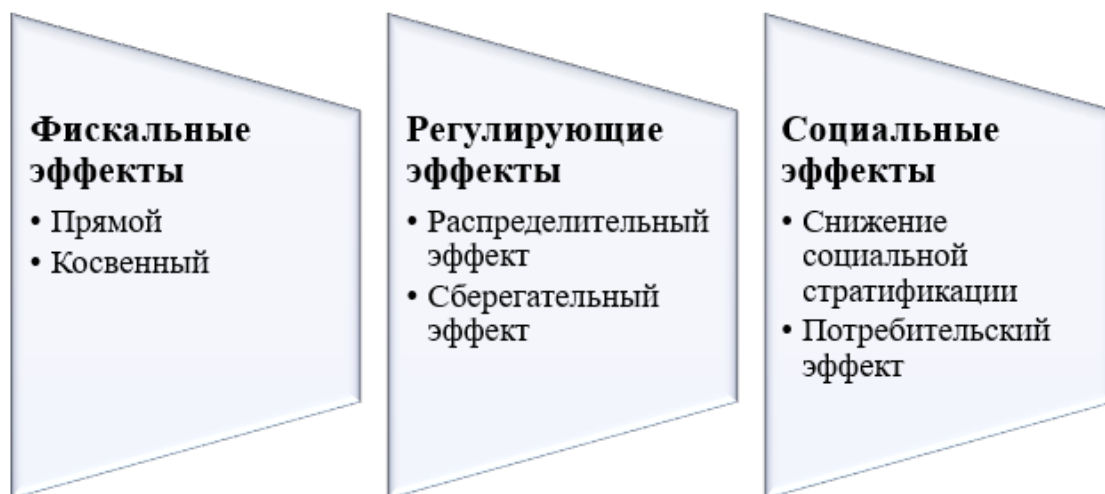 Фискальные
эффекты
• Прямой
• Косвенный
Регулирующие
эффекты
• Распределительный
эффект
• Сберегательный
эффект
Социальные
эффекты
• Снижение
социальной
стратификации
• Потребительский
эффект